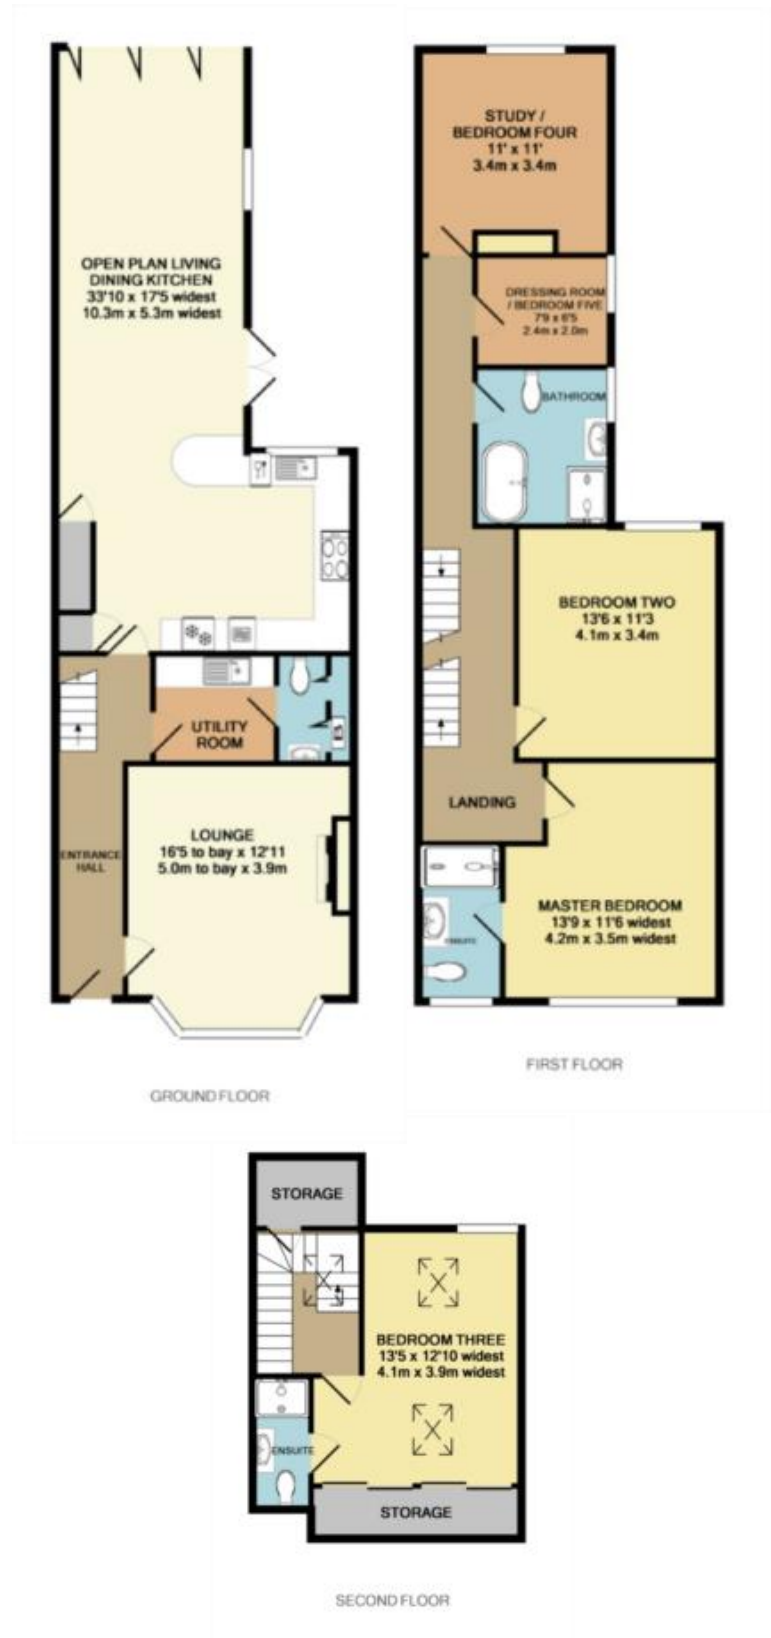 OPEN PLAN LIVING
DINING KITCHEN
33'10 x 17'5 widest
10.3m x 5.3m widest
UTILITY
ROOM
LOUNGE
16'5 to bay x 12'11
5.0m to bay x 3.9m
ENTRANCE
HALL
GROUND FLOOR
STUDY /
BEDROOM FOUR
11' x 11'
3.4m x 3.4m
DRESSING ROOM
/ BEDROOM FIVE
7'9 x 6'5
2.4m x 2.0m
BATHROOM
BEDROOM TWO
13'6 x 11'3
4.1m x 3.4m
LANDING
MASTER BEDROOM
13'9 x 11'6 widest
4.2m x 3.5m widest
ENSUITE
FIRST FLOOR
STORAGE
BEDROOM THREE
13'5 x 12'10 widest
4.1m x 3.9m widest
ENSUITE
STORAGE
SECOND FLOOR